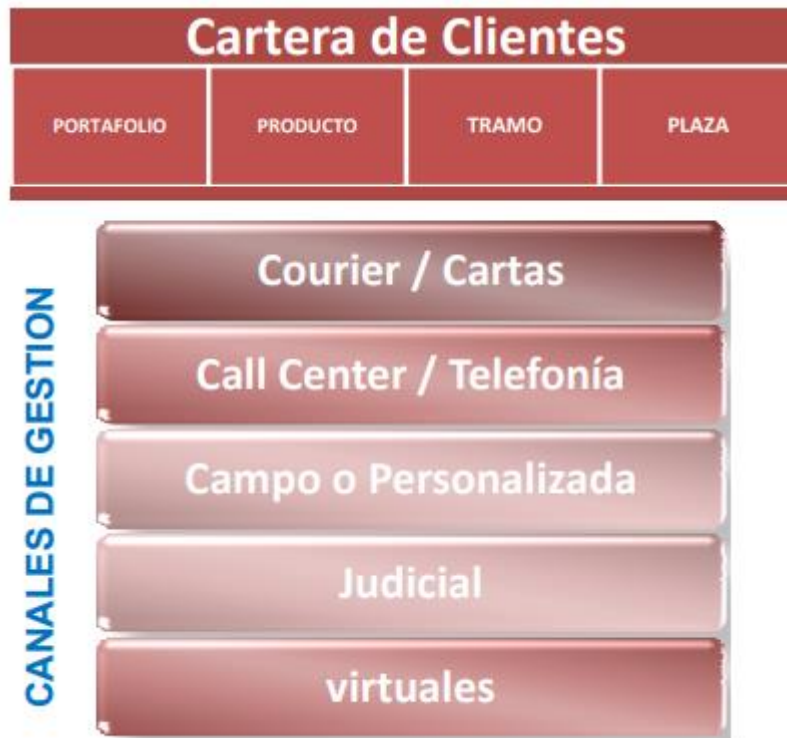 Cartera de Clientes
PORTAFOLIO PRODUCTO TRAMO PLAZA
CANALES DE GESTION
Courier / Cartas
Call Center / Telefonía
Campo o Personalizada
Judicial
virtuales